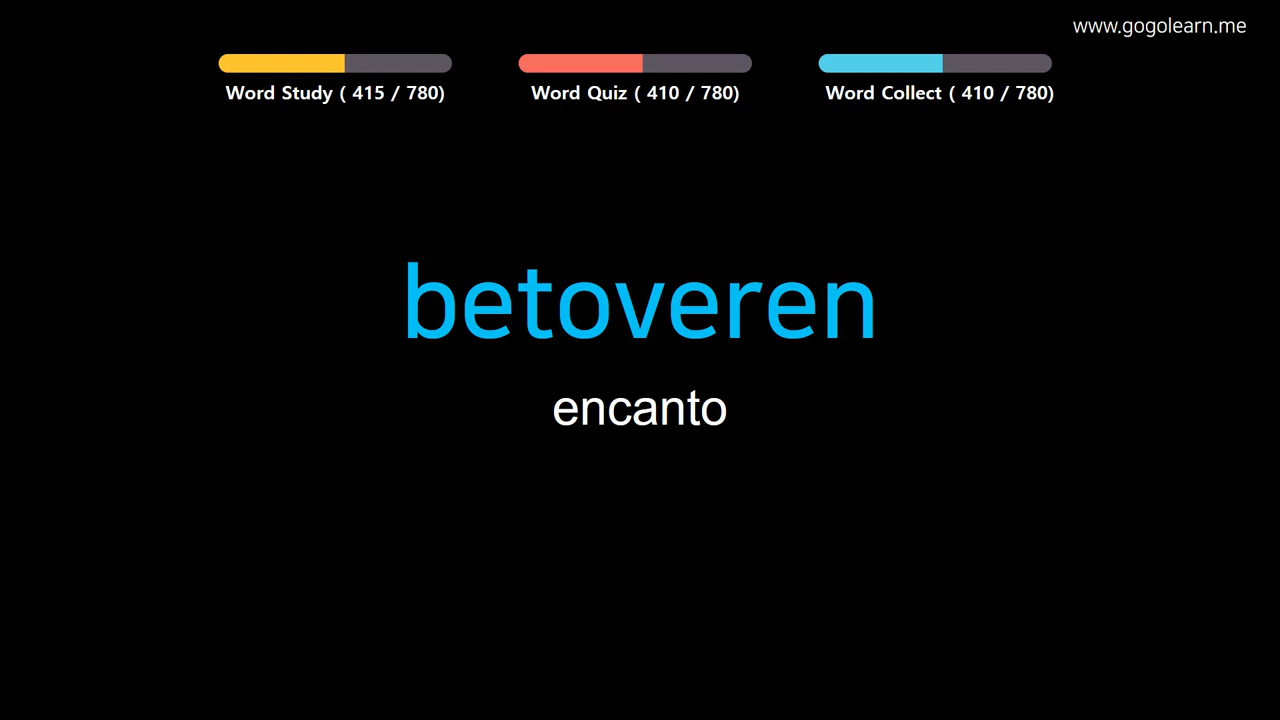 www.gogolearn.me
Word Study ( 415 / 780)
Word Quiz ( 410 / 780)
Word Collect ( 410 / 780)
betoveren
encanto